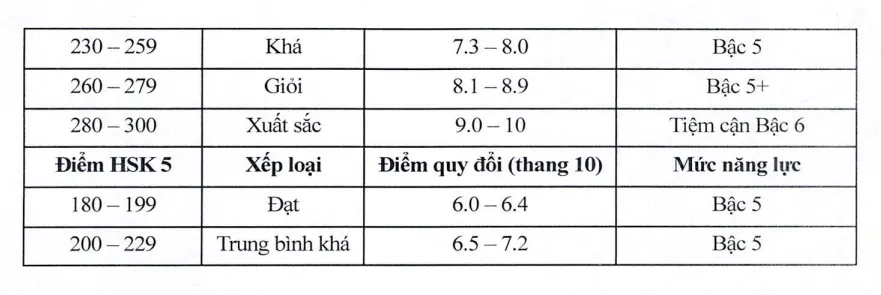 230 – 259 Khá 7.3 – 8.0 Bậc 5
260 – 279 Giỏi 8.1 – 8.9 Bậc 5+
280 – 300 Xuất sắc 9.0 – 10 Tiệm cận Bậc 6
Điểm HSK 5 Xếp loại Điểm quy đổi (thang 10) Mức năng lực
180 – 199 Đạt 6.0 – 6.4 Bậc 5
200 – 229 Trung bình khá 6.5 – 7.2 Bậc 5